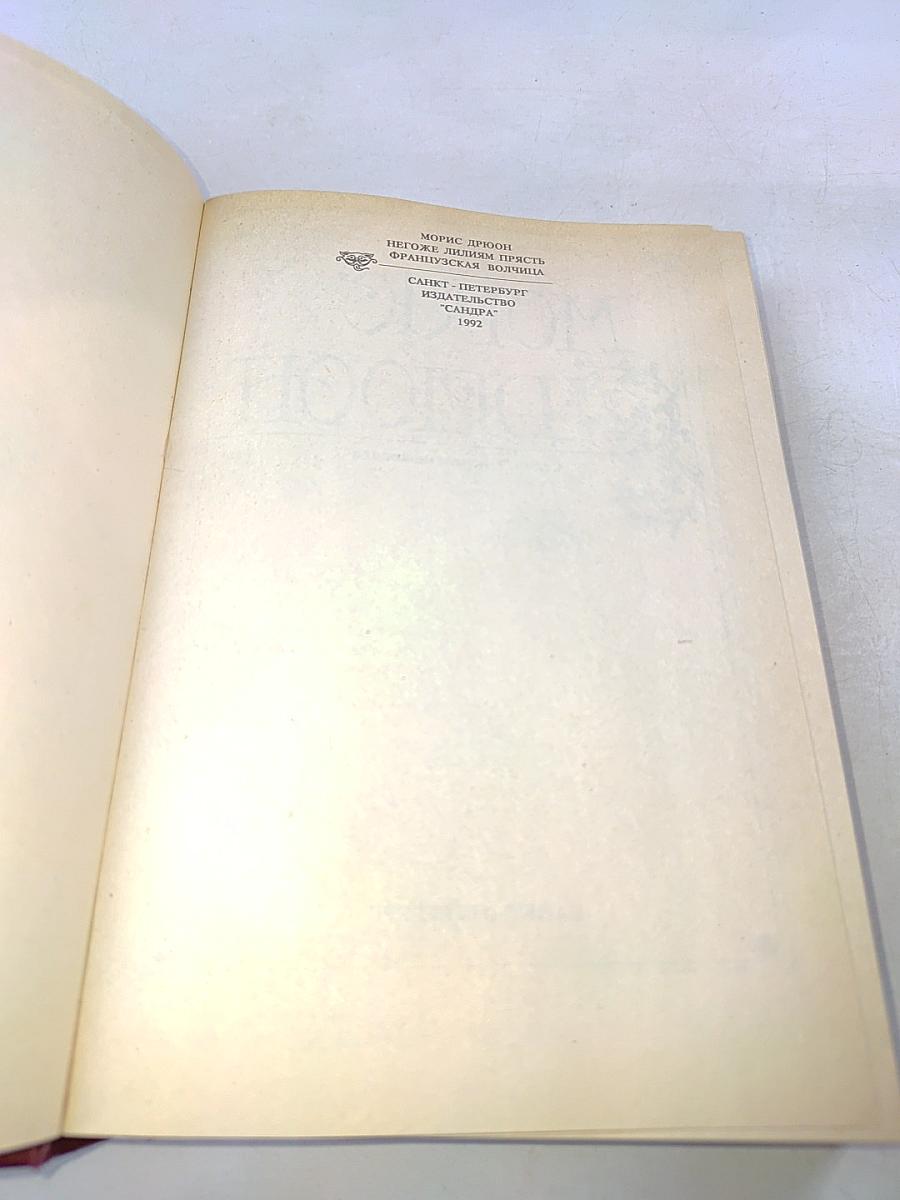 МОРИС ДРЮОН
НЕГОЖЕ ЛИЛИЯМ ПРЯСТЬ
ФРАНЦУЗСКАЯ ВОЛЧИЦА
САНКТ - ПЕТЕРБУРГ
ИЗДАТЕЛЬСТВО
"САНДРА"
1992